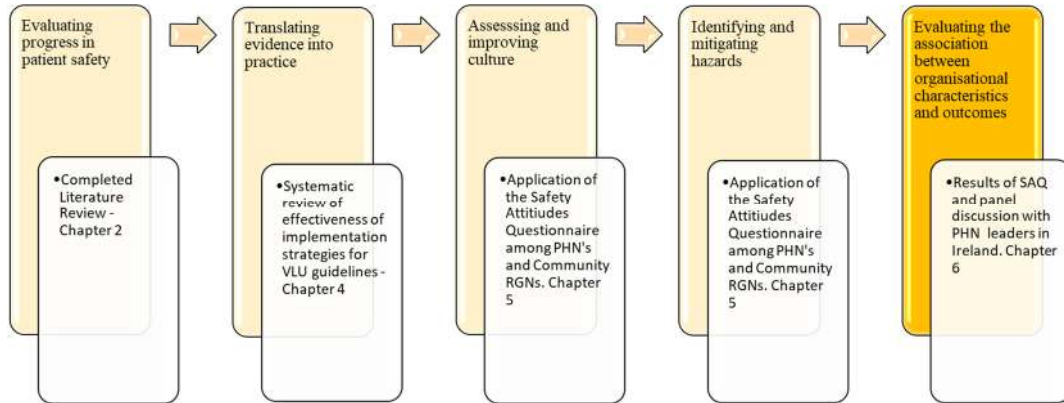 Evaluating
progress in
patient safety
•Completed
Literature
Review -
Chapter 2
Translating
evidence into
practice
•Systematic
review of
effectiveness of
implementation
strategies for
VLU guidelines -
Chapter 4
Assesssing and
improving
culture
•Application of
the Safety
Attitiudes
Questionnaire
among PHN's
and Community
RGNs. Chapter
5
Identifying and
mitigating
hazards
•Application of
the Safety
Attitiudes
Questionnaire
among PHN's
and Community
RGNs. Chapter
5
Evaluating the
association
between
organisational
characteristics
and outcomes
•Results of SAQ
and panel
discussion with
PHN leaders in
Ireland. Chapter
6